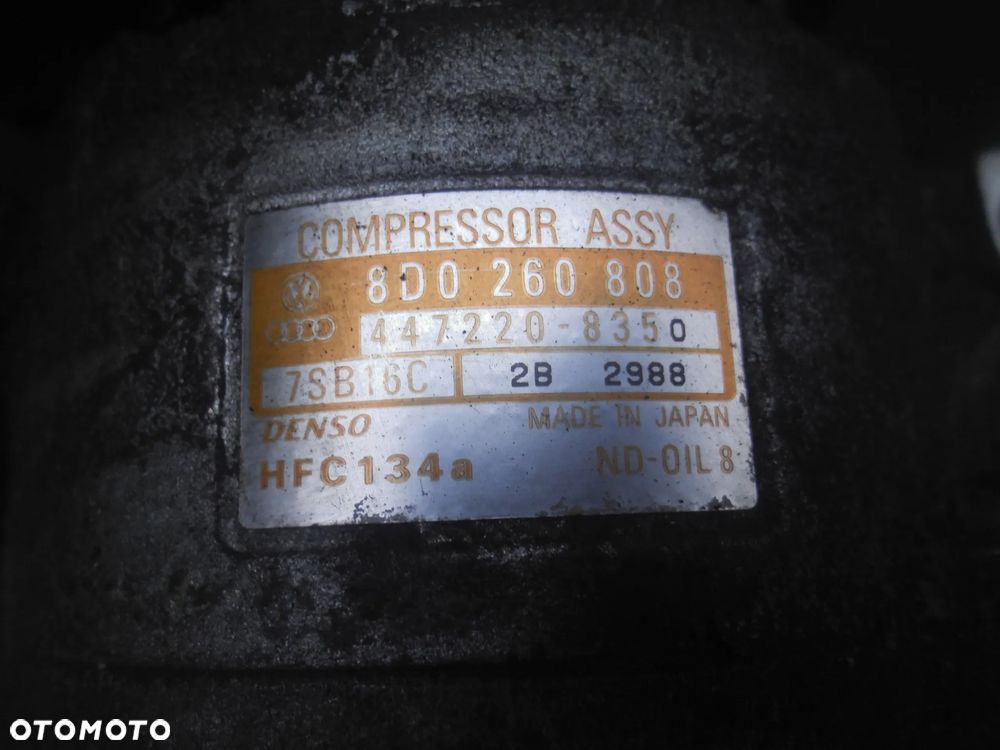 COMPRESSOR ASSY
8D0 260 808
447220-8350
7SB16C 2B 2988
DENSO MADE IN JAPAN
HFC134a ND-OIL 8
OTOMOTO